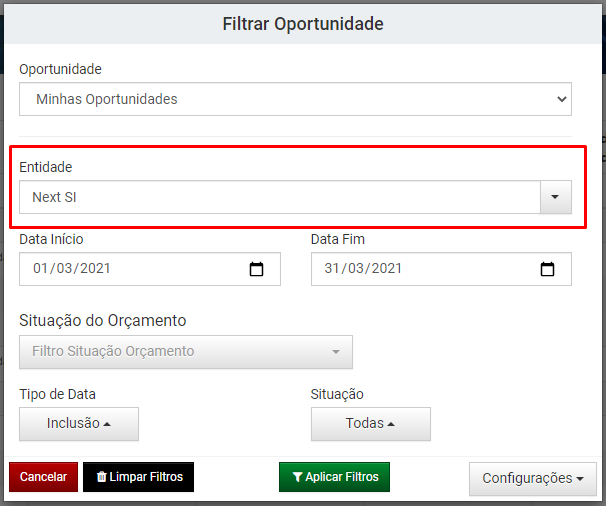 Filtrar Oportunidade
Oportunidade
Minhas Oportunidades
Entidade
Next SI
Data Início
Data Fim
01/03/2021
31/03/2021
Situação do Orçamento
Filtro Situação Orçamento
Tipo de Data
Situação
Inclusão
Todas
Cancelar
Limpar Filtros
Aplicar Filtros
Configurações